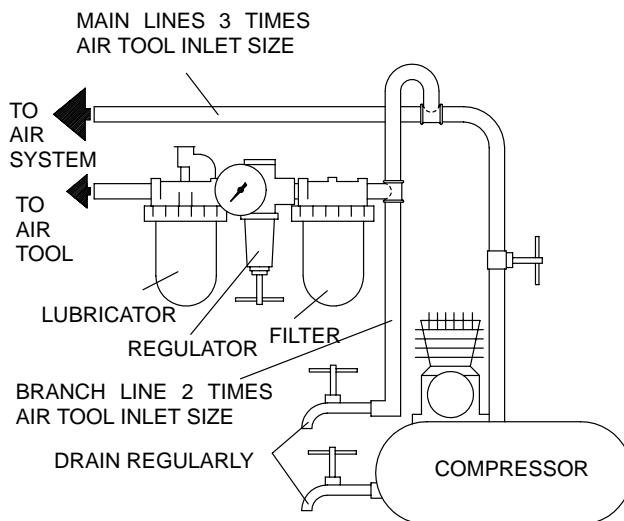 MAIN LINES 3 TIMES
AIR TOOL INLET SIZE
TO
AIR
SYSTEM
TO
AIR
TOOL
LUBRICATOR
REGULATOR
FILTER
BRANCH LINE 2 TIMES
AIR TOOL INLET SIZE
DRAIN REGULARLY
COMPRESSOR